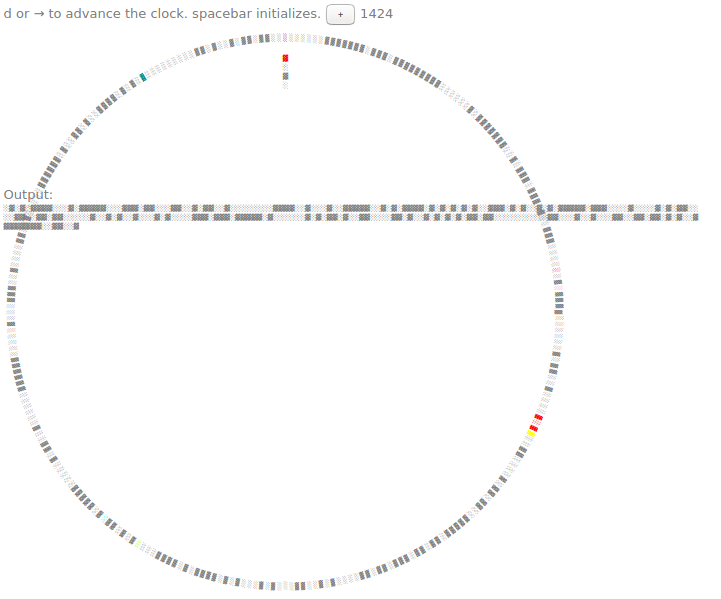 d or → to advance the clock. spacebar initializes. + 1424
Output: